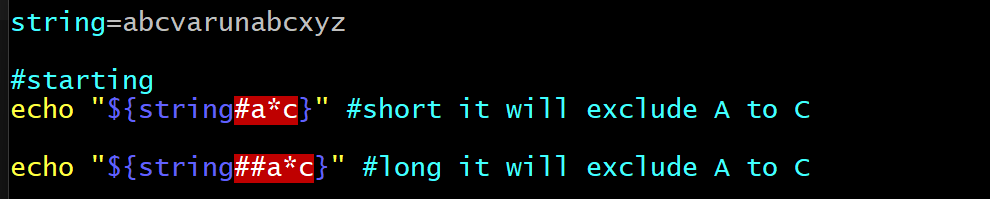 string=abcvarunabcxyz
#starting
echo "${string#a*c}" #short it will exclude A to C
echo "${string##a*c}" #long it will exclude A to C